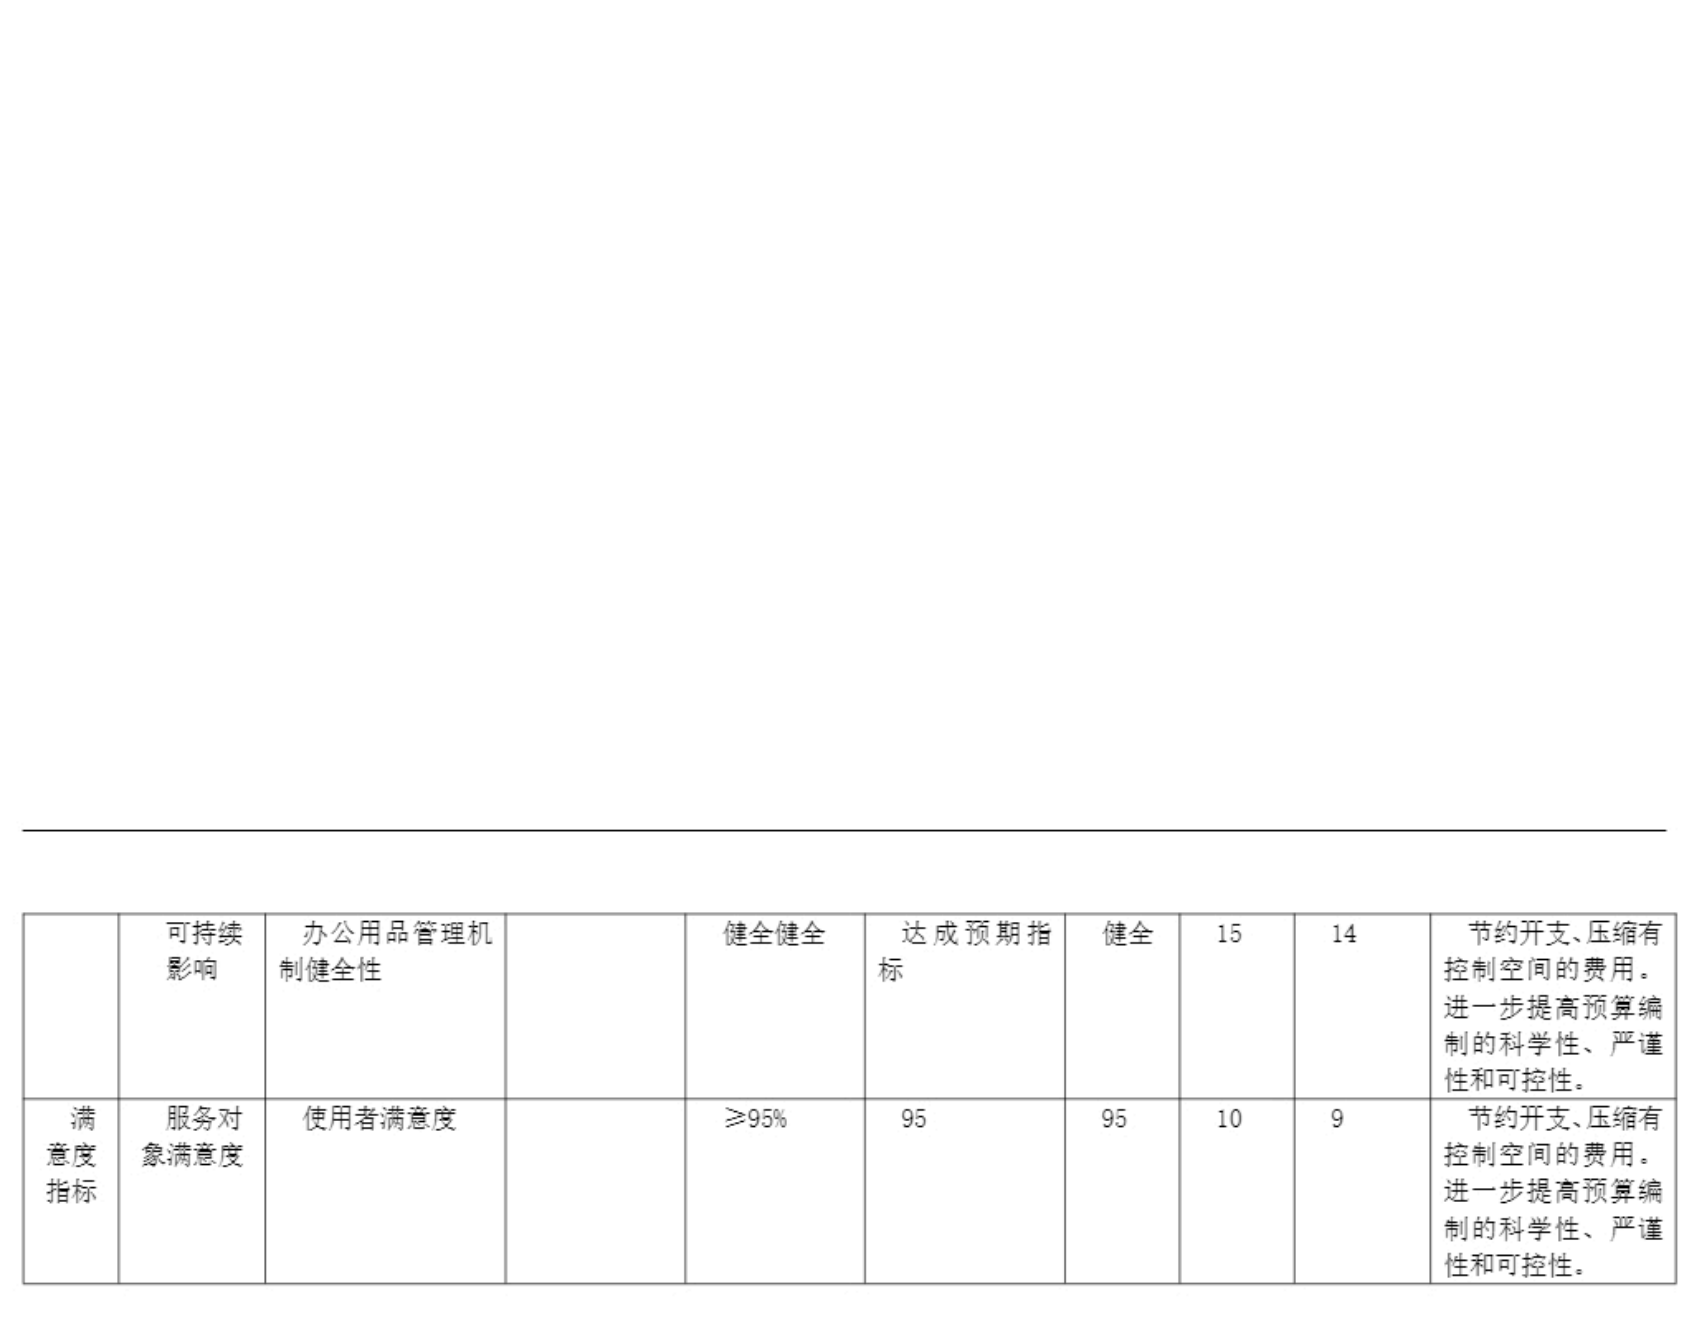 可持续影响 办公用品管理机制健全性 健全健全 达成预期指标 健全 15 14 节约开支、压缩有控制空间的费用。进一步提高预算编制的科学性、严谨性和可控性。
满意度指标 服务对象满意度 使用者满意度 ≥95% 95 95 10 9 节约开支、压缩有控制空间的费用。进一步提高预算编制的科学性、严谨性和可控性。